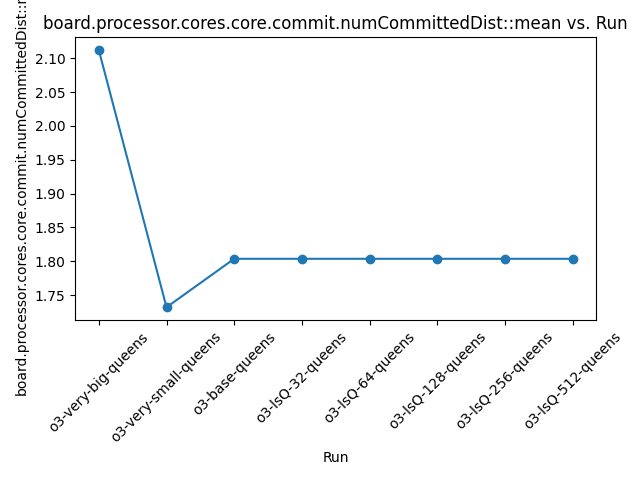 board.processor.cores.core.commit.numCommittedDist::mean vs. Run
board.processor.cores.core.commit.numCommittedDist::m
2.10
2.05
2.00
1.95
1.90
1.85
1.80
1.75
o3-very-big-queens
o3-very-small-queens
o3-base-queens
o3-lsQ-32-queens
o3-lsQ-64-queens
o3-lsQ-128-queens
o3-lsQ-256-queens
o3-lsQ-512-queens
Run